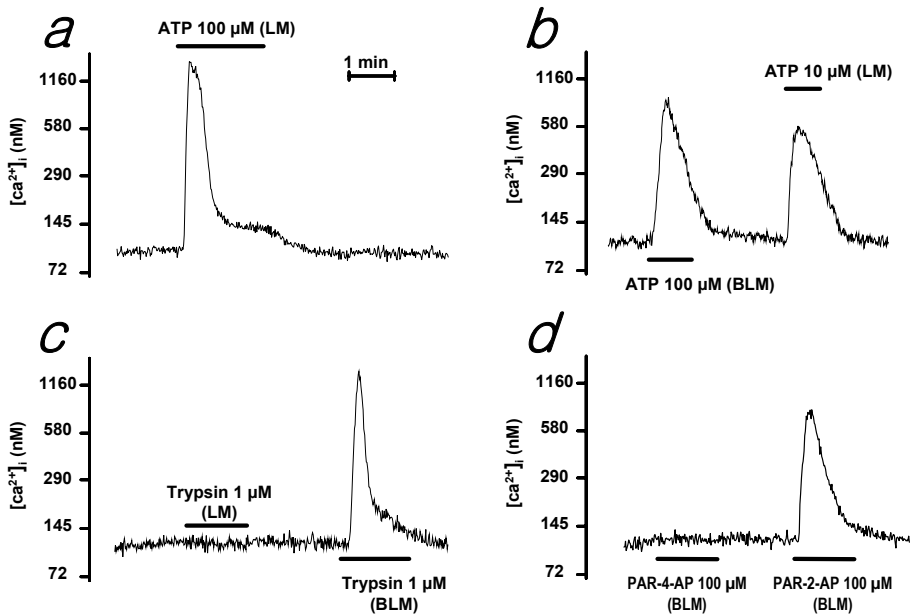 a
ATP 100 µM (LM)
1 min
1160
580
290
145
72
[ca²⁺]ᵢ (nM)
b
ATP 10 µM (LM)
1160
580
290
145
72
[ca²⁺]ᵢ (nM)
ATP 100 µM (BLM)
c
1160
580
290
145
72
[ca²⁺]ᵢ (nM)
Trypsin 1 µM
(LM)
Trypsin 1 µM
(BLM)
d
1160
580
290
145
72
[ca²⁺]ᵢ (nM)
PAR-4-AP 100 µM
(BLM)
PAR-2-AP 100 µM
(BLM)